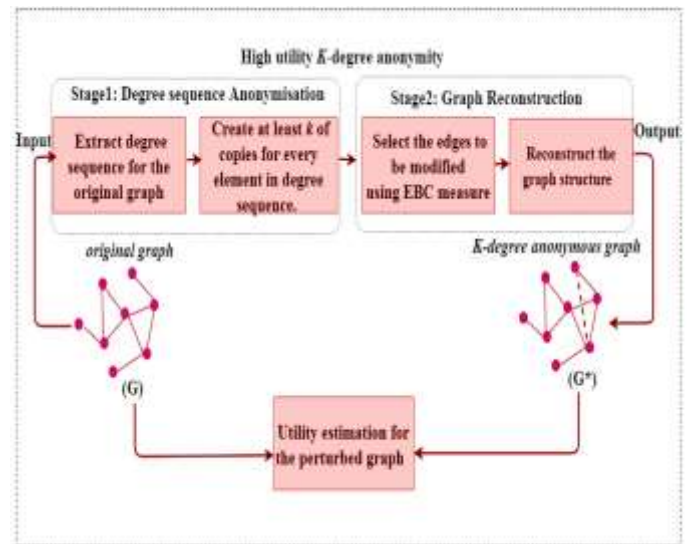 High utility K-degree anonymity
Stage1: Degree sequence Anonymisation
Stage2: Graph Reconstruction
Input
Extract degree
sequence for the
original graph
Create at least k of
copies for every
element in degree
sequence.
Select the edges to
be modified
using EBC measure
Reconstruct the
graph structure
Output
original graph
K-degree anonymous graph
(G)
(G*)
Utility estimation for
the perturbed graph